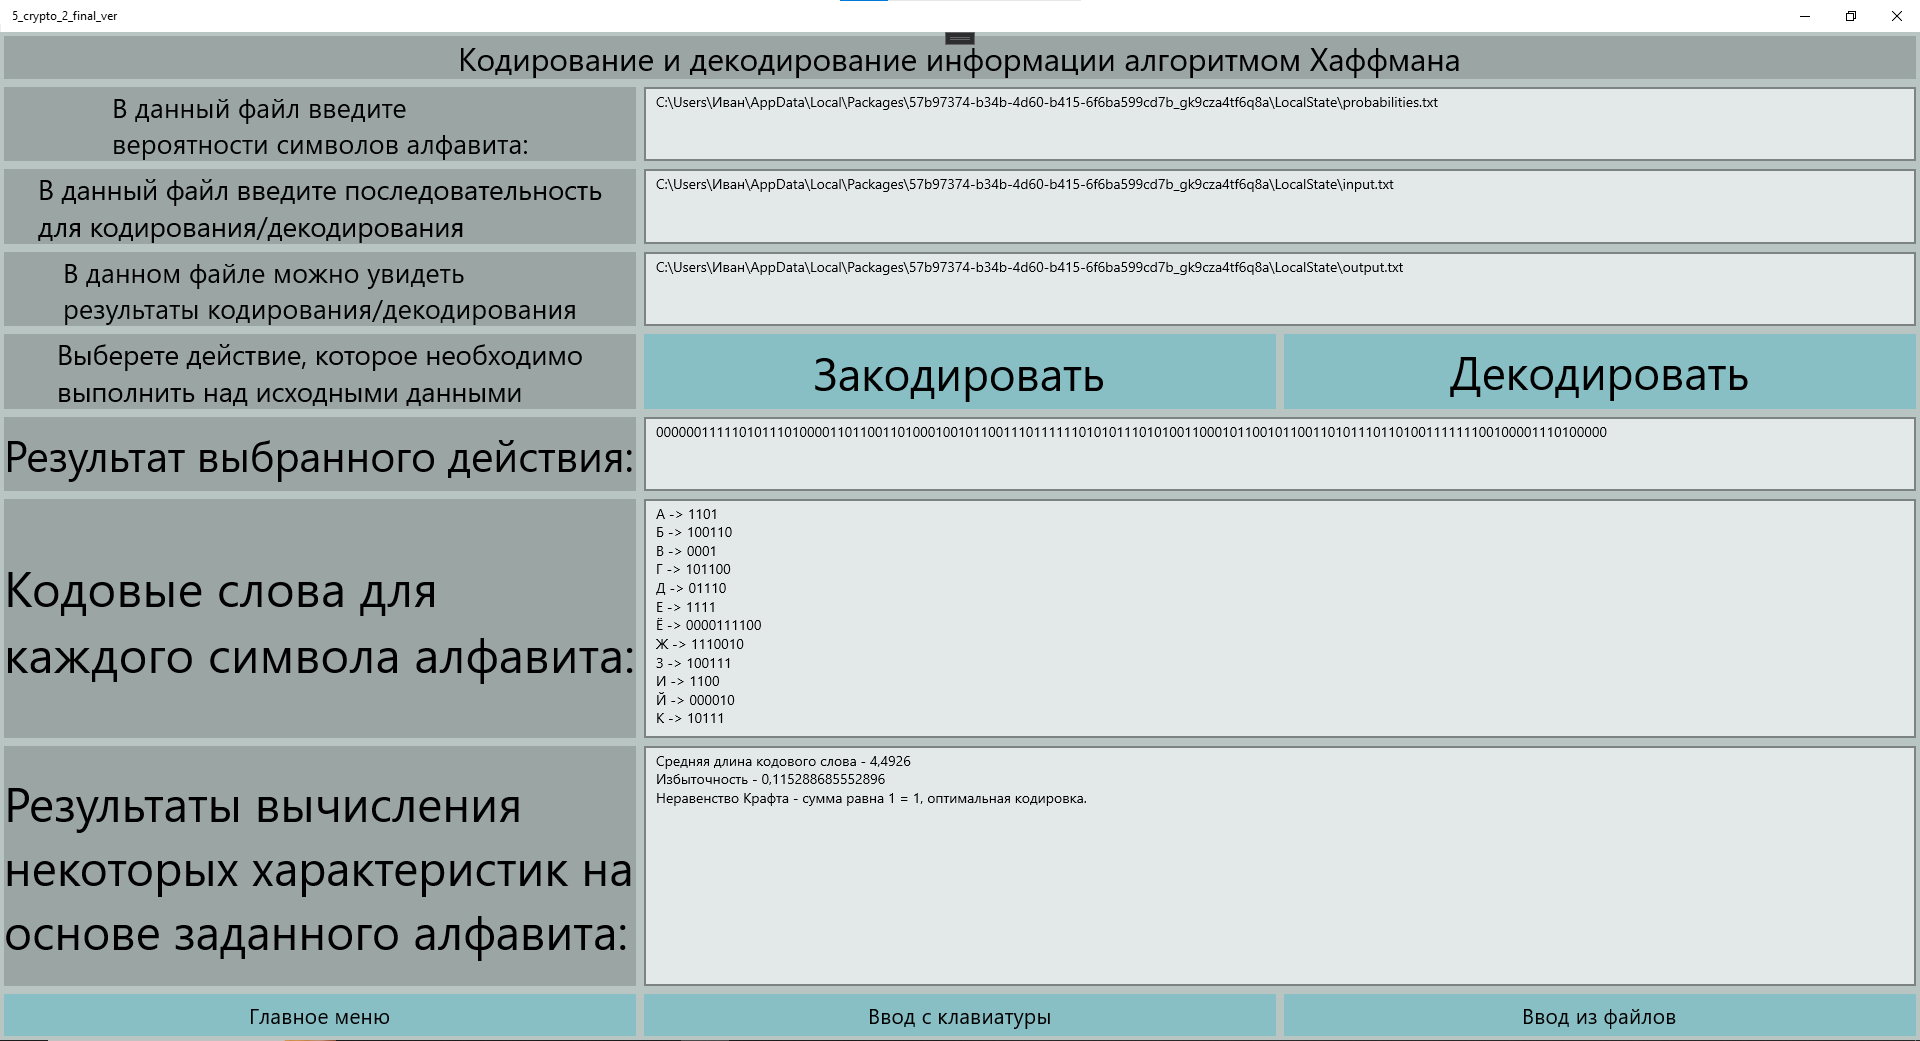 5_crypto_2_final_ver
Кодирование и декодирование информации алгоритмом Хаффмана
В данный файл введите
вероятности символов алфавита:
C:\Users\Иван\AppData\Local\Packages\57b97374-b34b-4d60-b415-6f6ba599cd7b_gk9cza4tf6q8a\LocalState\probabilities.txt
В данный файл введите последовательность
для кодирования/декодирования
C:\Users\Иван\AppData\Local\Packages\57b97374-b34b-4d60-b415-6f6ba599cd7b_gk9cza4tf6q8a\LocalState\input.txt
В данном файле можно увидеть
результаты кодирования/декодирования
C:\Users\Иван\AppData\Local\Packages\57b97374-b34b-4d60-b415-6f6ba599cd7b_gk9cza4tf6q8a\LocalState\output.txt
Выберете действие, которое необходимо
выполнить над исходными данными
Закодировать
Декодировать
Результат выбранного действия:
000000111110101110100001101100110100010010110011101111110101011101010011000101100101100110101110110100111111100100001110100000
Кодовые слова для
каждого символа алфавита:
А -> 1101
Б -> 100110
В -> 0001
Г -> 101100
Д -> 01110
Е -> 1111
Ё -> 0000111100
Ж -> 1110010
З -> 100111
И -> 1100
Й -> 000010
К -> 10111
Результаты вычисления
некоторых характеристик на
основе заданного алфавита:
Средняя длина кодового слова - 4,4926
Избыточность - 0,115288685552896
Неравенство Крафта - сумма равна 1 = 1, оптимальная кодировка.
Главное меню
Ввод с клавиатуры
Ввод из файлов